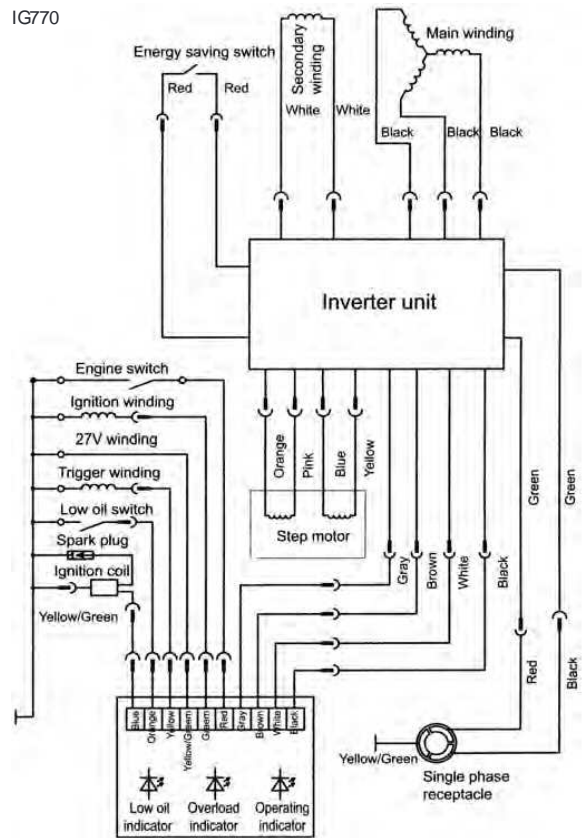 IG770
Energy saving switch
Red
Red
Secondary
winding
White
White
Main winding
Black
Black
Black
Inverter unit
Engine switch
Ignition winding
27V winding
Trigger winding
Low oil switch
Spark plug
Ignition coil
Yellow/Green
Orange
Pink
Blue
Yellow
Step motor
Gray
Brown
White
Black
Green
Green
Red
Black
Blue
Orange
Yellow
Yellow/Green
Green
Red
Gray
Brown
White
Black
Low oil
indicator
Overload
indicator
Operating
indicator
Yellow/Green
Single phase
receptacle